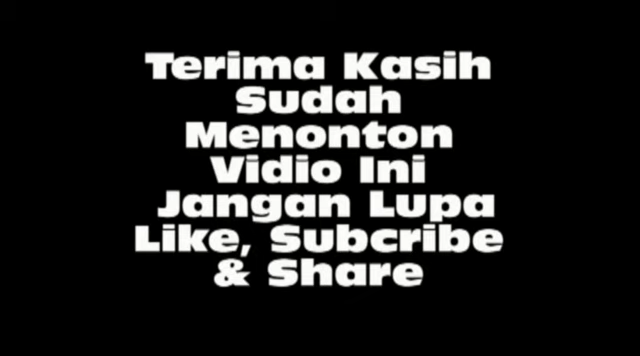 Terima Kasih
Sudah
Menonton
Vidio Ini
Jangan Lupa
Like, Subcribe
& Share